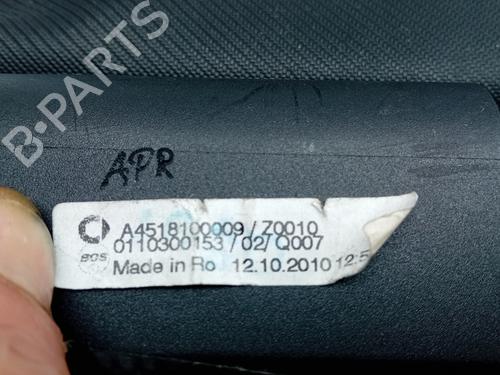 B-PARTS
APR
A4518100009 / Z0010
0110300153 / 02 / Q007
BOS Made in Ro 12.10.2010 12:5